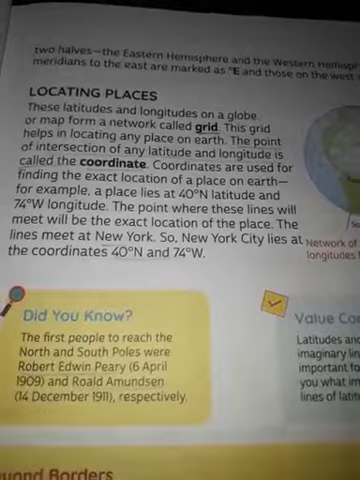 two halves—the Eastern Hemisphere and the Western
meridians to the east are marked as °E and those on the west
LOCATING PLACES
These latitudes and longitudes on a globe
or map form a network called grid. This grid
helps in locating any place on earth. The point
of intersection of any latitude and longitude is
called the coordinate. Coordinates are used for
finding the exact location of a place on earth—
for example, a place lies at 40°N latitude and
74°W longitude. The point where these lines will
meet will be the exact location of the place. The
lines meet at New York. So, New York City lies at
the coordinates 40°N and 74°W.
Network of
longitudes
Did You Know?
The first people to reach the
North and South Poles were
Robert Edwin Peary (6 April
1909) and Roald Amundsen
(14 December 1911), respectively.
Value
Latitudes
imaginary
important
you what
lines of
Borders